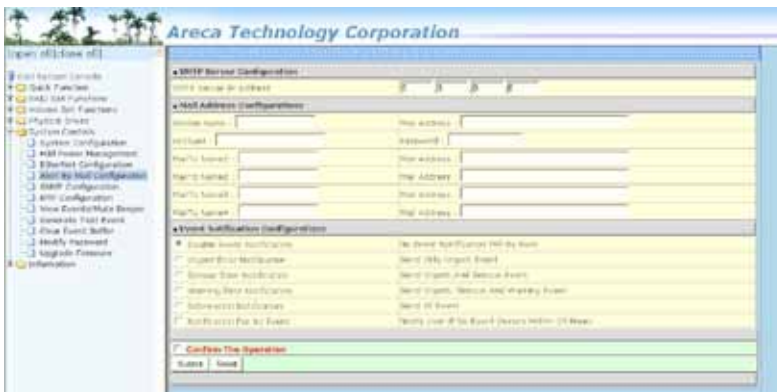 Areca Technology Corporation
open all|close all
Raid System Console
Quick Function
RAID Set Functions
Volume Set Functions
Physical Drives
System Controls
System Configuration
HDD Power Management
EtherNet Configuration
Alert By Mail Configuration
SNMP Configuration
NTP Configuration
View Events/Mute Beeper
Generate Test Event
Clear Event Buffer
Modify Password
Upgrade Firmware
Information
SMTP Server Configuration
SMTP Server IP Address
Mail Address Configurations
Sender Name : Mail Address :
Account : Password :
MailTo Name1 : Mail Address :
MailTo Name2 : Mail Address :
MailTo Name3 : Mail Address :
MailTo Name4 : Mail Address :
Event Notification Configurations
Disable Event Notification No Event Notification Will Be Sent
Urgent Error Notification Send Only Urgent Event
Serious Error Notification Send Urgent And Serious Event
Warning Error Notification Send Urgent, Serious And Warning Event
Information Notification Send All Event
Notification For No Event Notify User If No Event Occurs Within 24 Hours
Confirm The Operation
Submit Reset